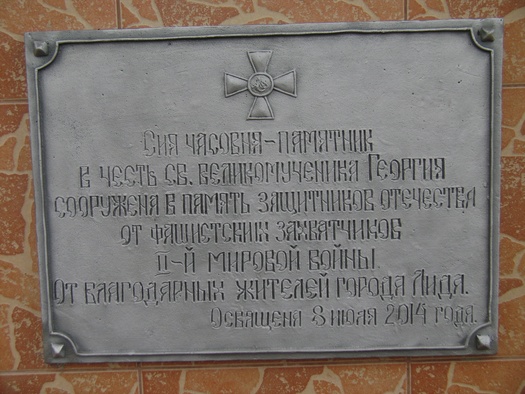 Сия часовня-памятник
в честь св. великомученика Георгия
сооружена в память защитников отечества
от фашистских захватчиков
II-й мировой войны.
От благодарных жителей города Лида.
Освящена 8 июля 2014 года.